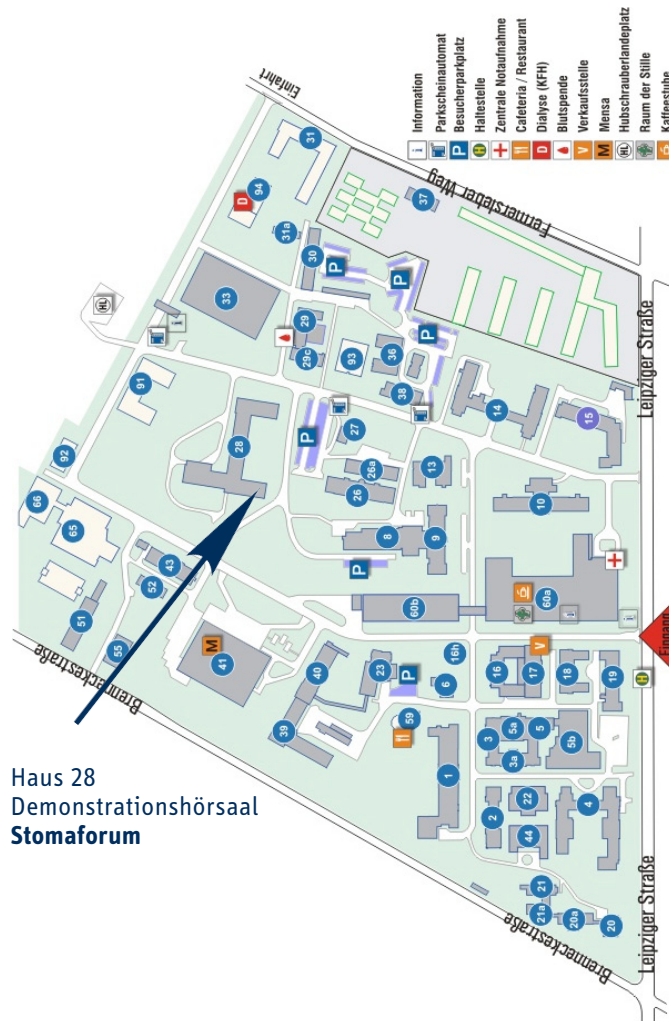 Einfahrt
Information
Parkscheinautomat
Besucherparkplatz
Haltestelle
Zentrale Notaufnahme
Cafeteria / Restaurant
Dialyse (KFH)
Blutspende
Verkaufsstelle
Mensa
Hubschrauberlandeplatz
Raum der Stille
Kaffeestube
i
P
H
D
V
M
HL
Fermersleber Weg
Leipziger Straße
Leipziger Straße
Brenneckestraße
Brenneckestraße
Eingang
Haus 28
Demonstrationshörsaal
Stomaforum
31
94
D
31a
30
37
P
P
P
33
HL
i
29
29c
93
36
38
14
15
91
92
28
P
27
26a
26
13
10
66
65
43
52
51
55
8
9
P
60b
60a
i
i
M
41
40
39
23
P
6
16h
59
16
17
V
18
19
H
1
3
5a
3a
5
5b
2
22
44
4
21
21a
20a
20